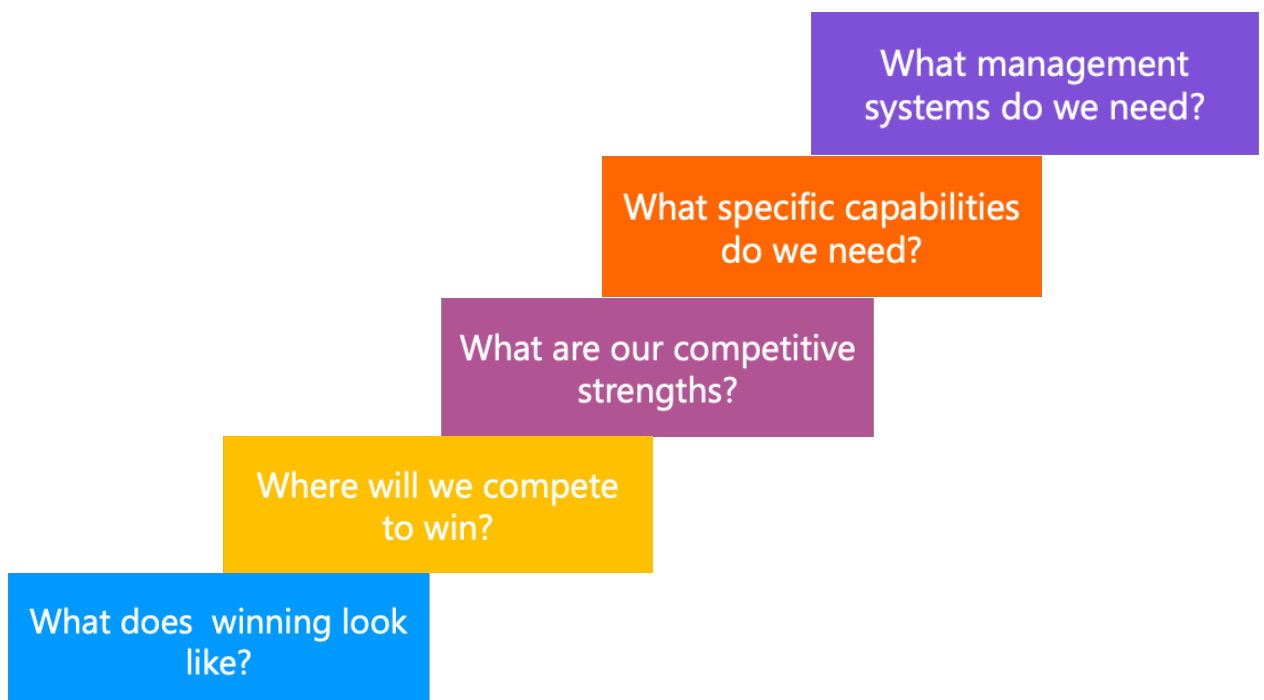 What management
systems do we need?
What specific capabilities
do we need?
What are our competitive
strengths?
Where will we compete
to win?
What does  winning look
like?